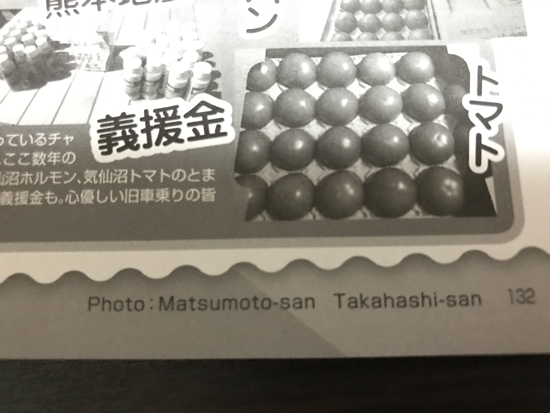 熊本地
ン
トマト
義援金
っているチャ
ここ数年の
仙沼ホルモン、気仙沼トマトのとま
義援金も。心優しい旧車乗りの皆
Photo：Matsumoto-san Takahashi-san 132